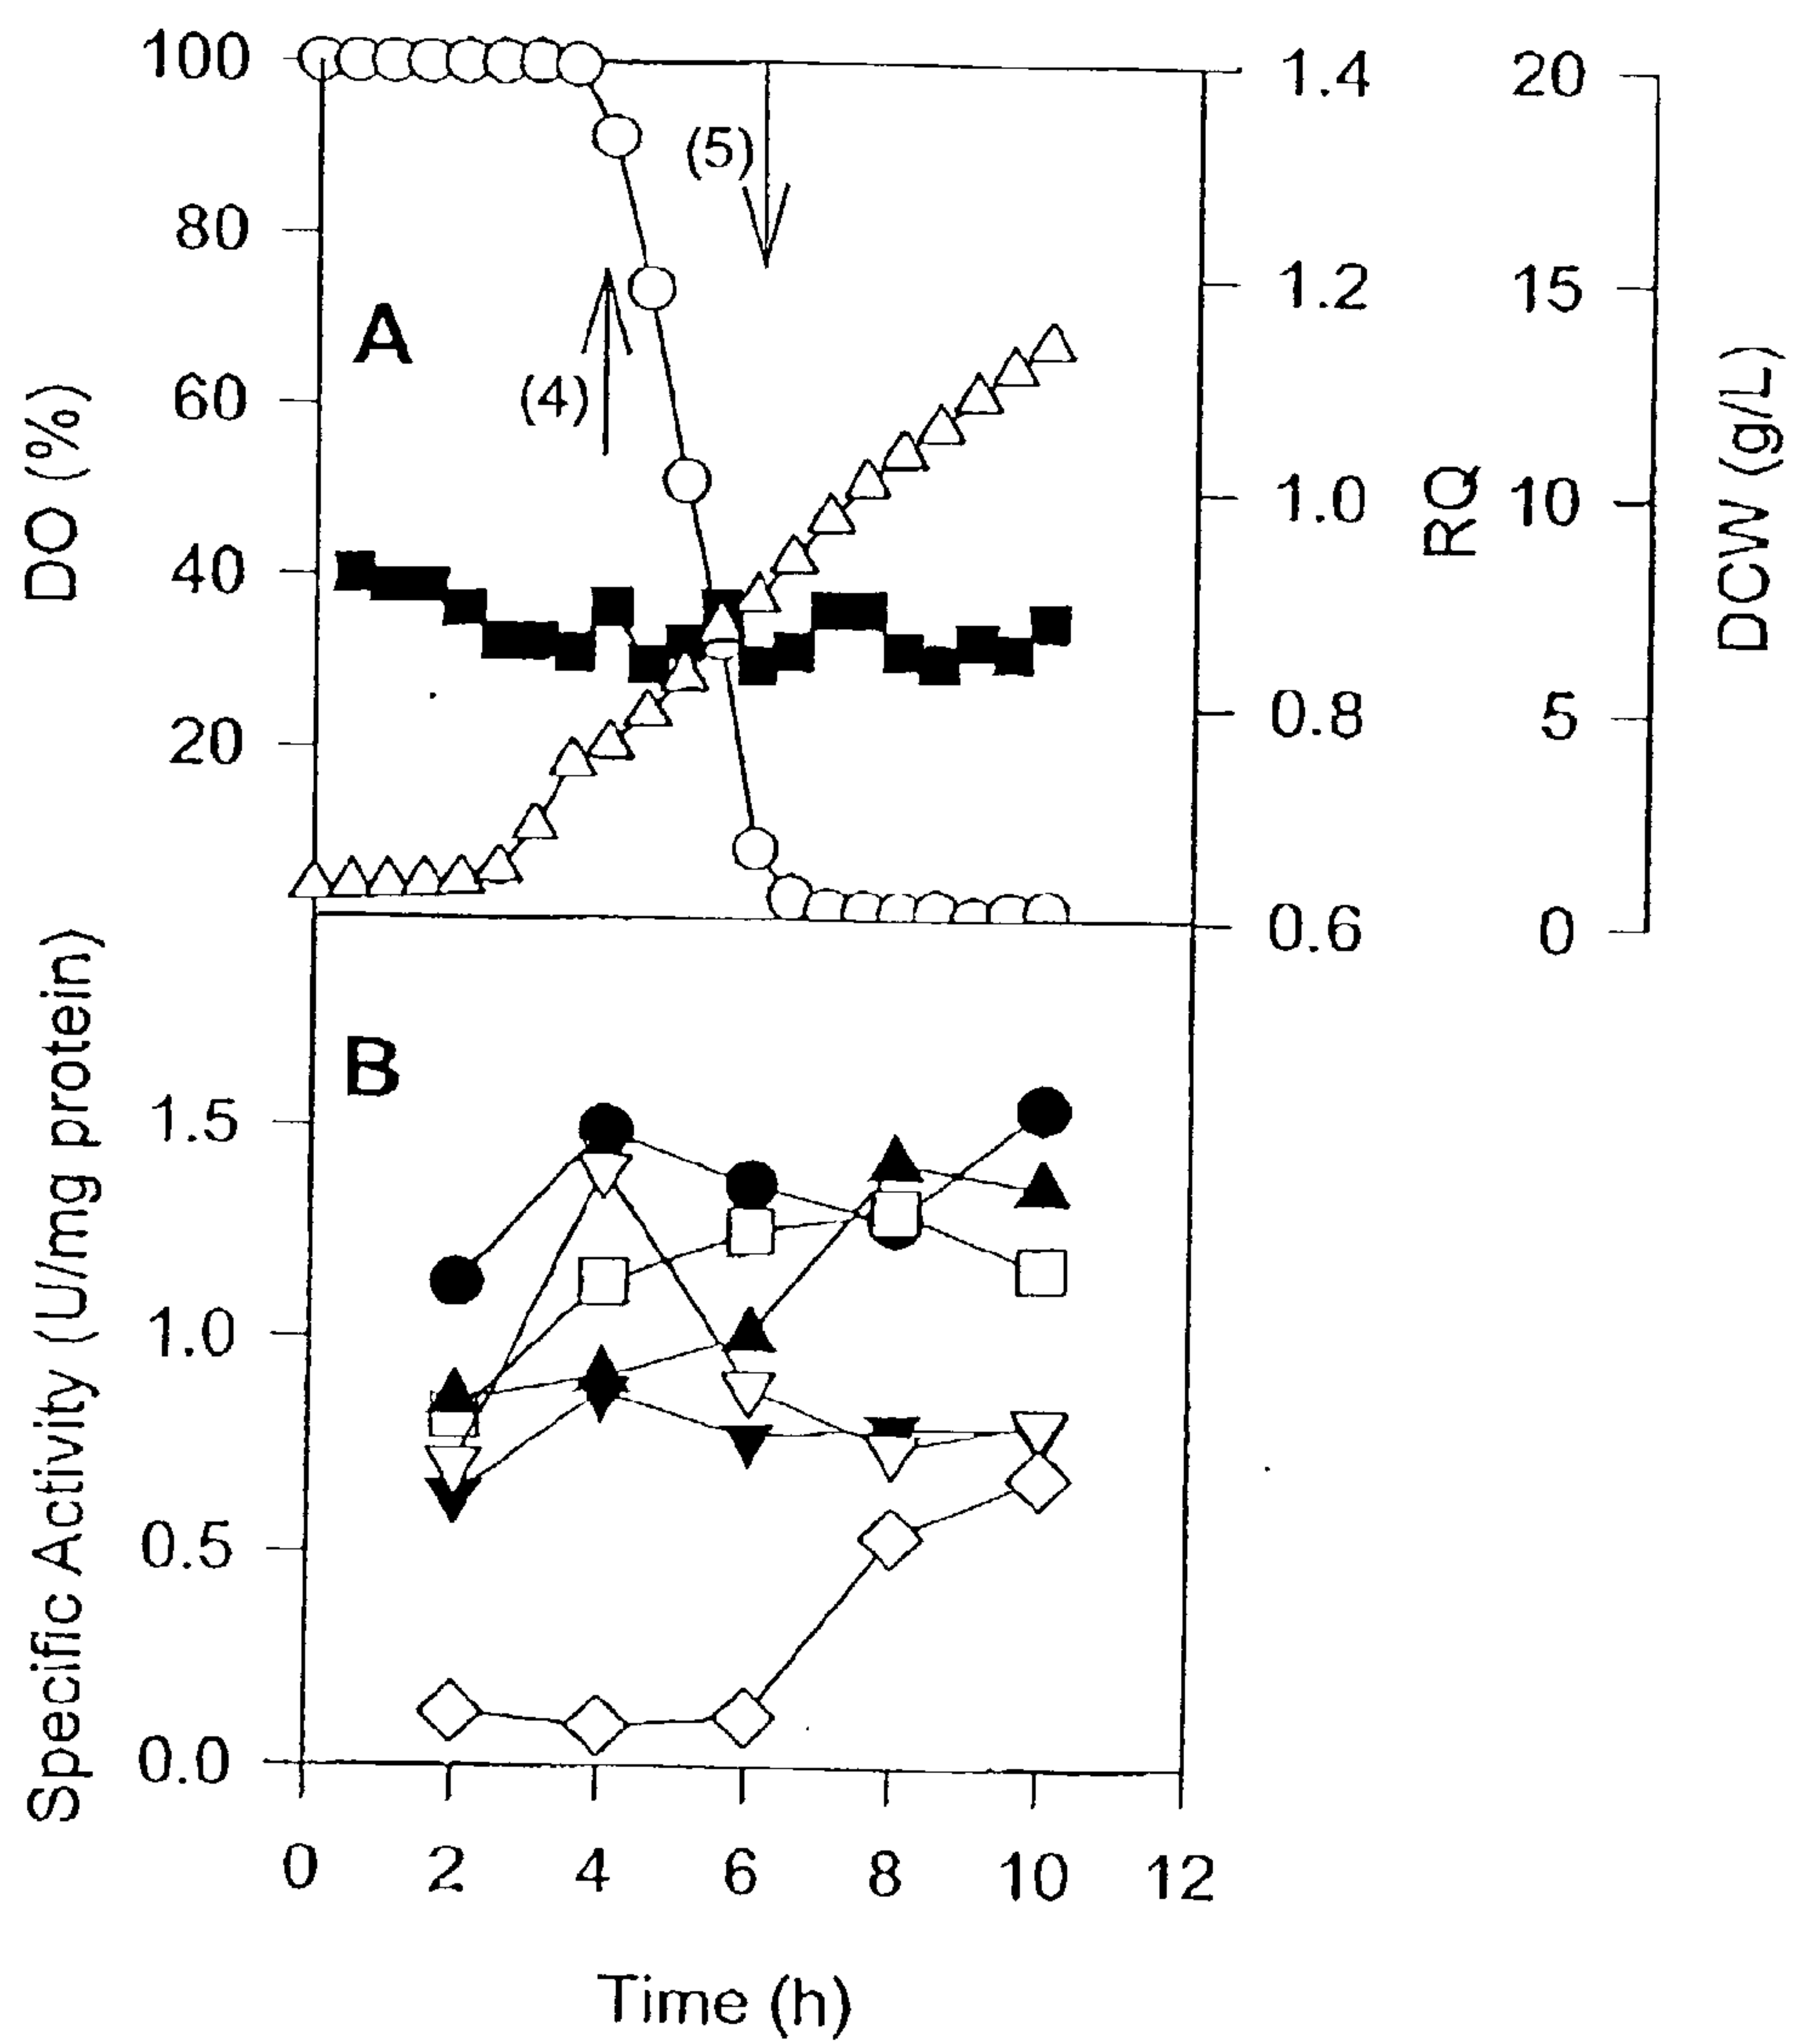 100
80
60
40
20
DO (%)
A
(4)
(5)
1.4
1.2
1.0
0.8
0.6
RQ
20
15
10
5
0
DCW (g/L)
B
1.5
1.0
0.5
0.0
Specific Activity (U/mg protein)
0 2 4 6 8 10 12
Time (h)